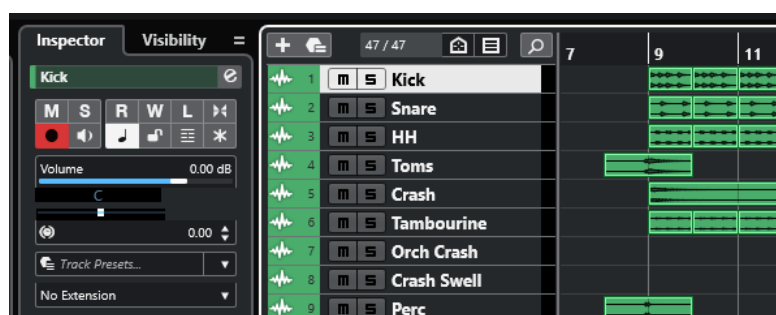 Inspector Visibility
Kick
M S R W L
Volume 0.00 dB
C
0.00
Track Presets...
No Extension
47 / 47
7 9 11
1 m S Kick
2 m S Snare
3 m S HH
4 m S Toms
5 m S Crash
6 m S Tambourine
7 m S Orch Crash
8 m S Crash Swell
9 m S Perc